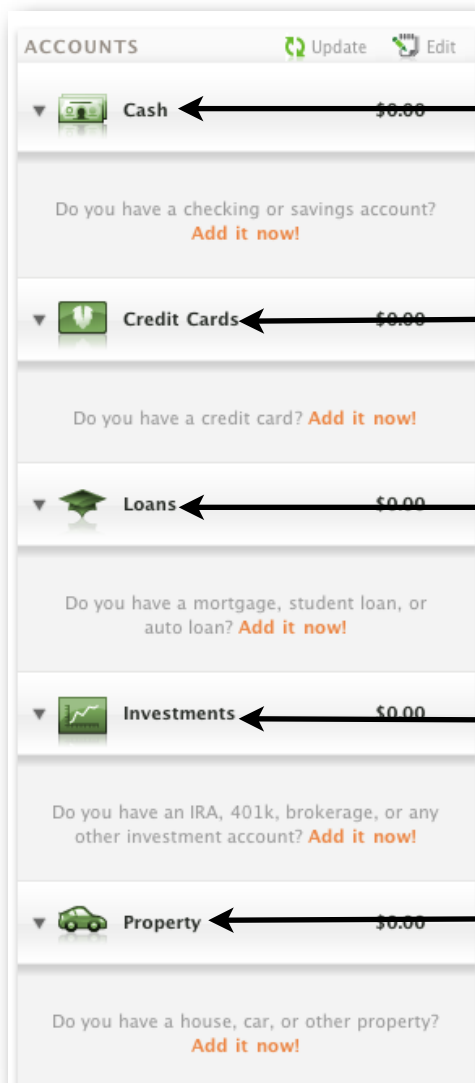 ACCOUNTS Update Edit
Cash $0.00
Do you have a checking or savings account?
Add it now!
Credit Cards $0.00
Do you have a credit card? Add it now!
Loans $0.00
Do you have a mortgage, student loan, or
auto loan? Add it now!
Investments $0.00
Do you have an IRA, 401k, brokerage, or any
other investment account? Add it now!
Property $0.00
Do you have a house, car, or other property?
Add it now!